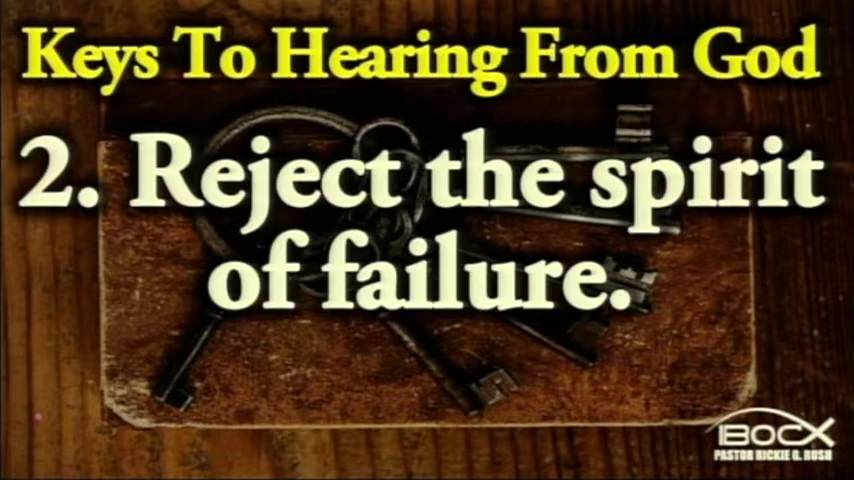 Keys To Hearing From God
2. Reject the spirit
of failure.
IBOCX
PASTOR RICKIE G. RUSH